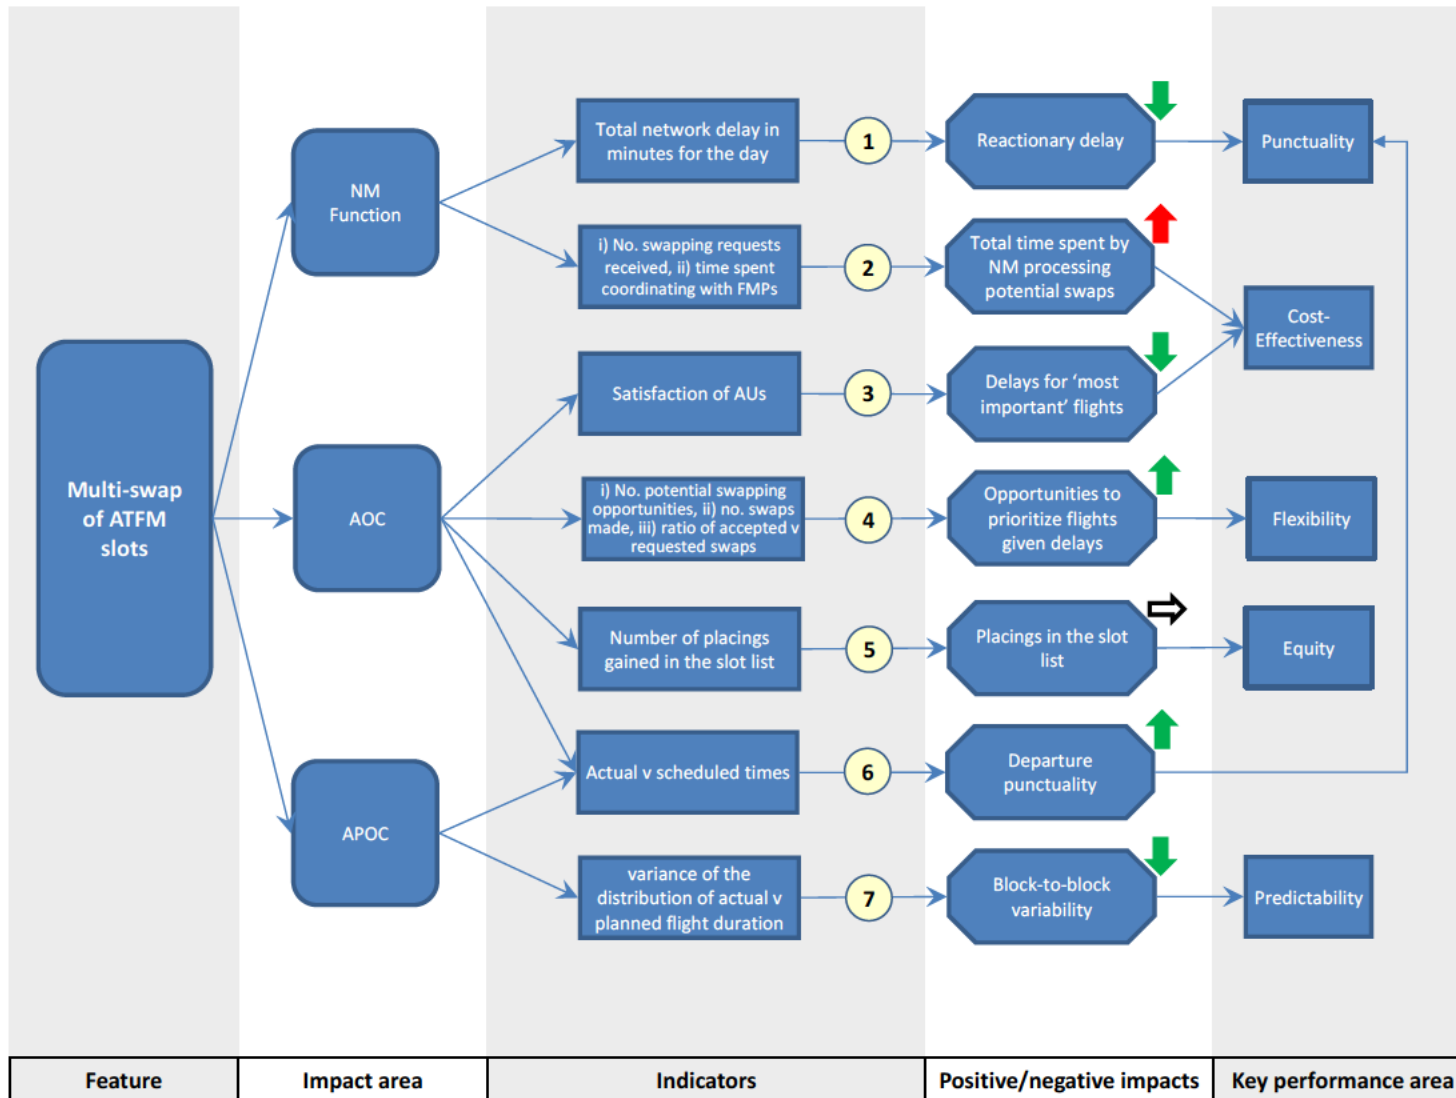 Multi-swap
of ATFM
slots
NM
Function
AOC
APOC
Total network delay in
minutes for the day
i) No. swapping requests
received, ii) time spent
coordinating with FMPs
Satisfaction of AUs
i) No. potential swapping
opportunities, ii) no. swaps
made, iii) ratio of accepted v
requested swaps
Number of placings
gained in the slot list
Actual v scheduled times
variance of the
distribution of actual v
planned flight duration
1
2
3
4
5
6
7
Reactionary delay
Total time spent by
NM processing
potential swaps
Delays for ‘most
important’ flights
Opportunities to
prioritize flights
given delays
Placings in the slot
list
Departure
punctuality
Block-to-block
variability
Punctuality
Cost-
Effectiveness
Flexibility
Equity
Predictability
Feature
Impact area
Indicators
Positive/negative impacts
Key performance area